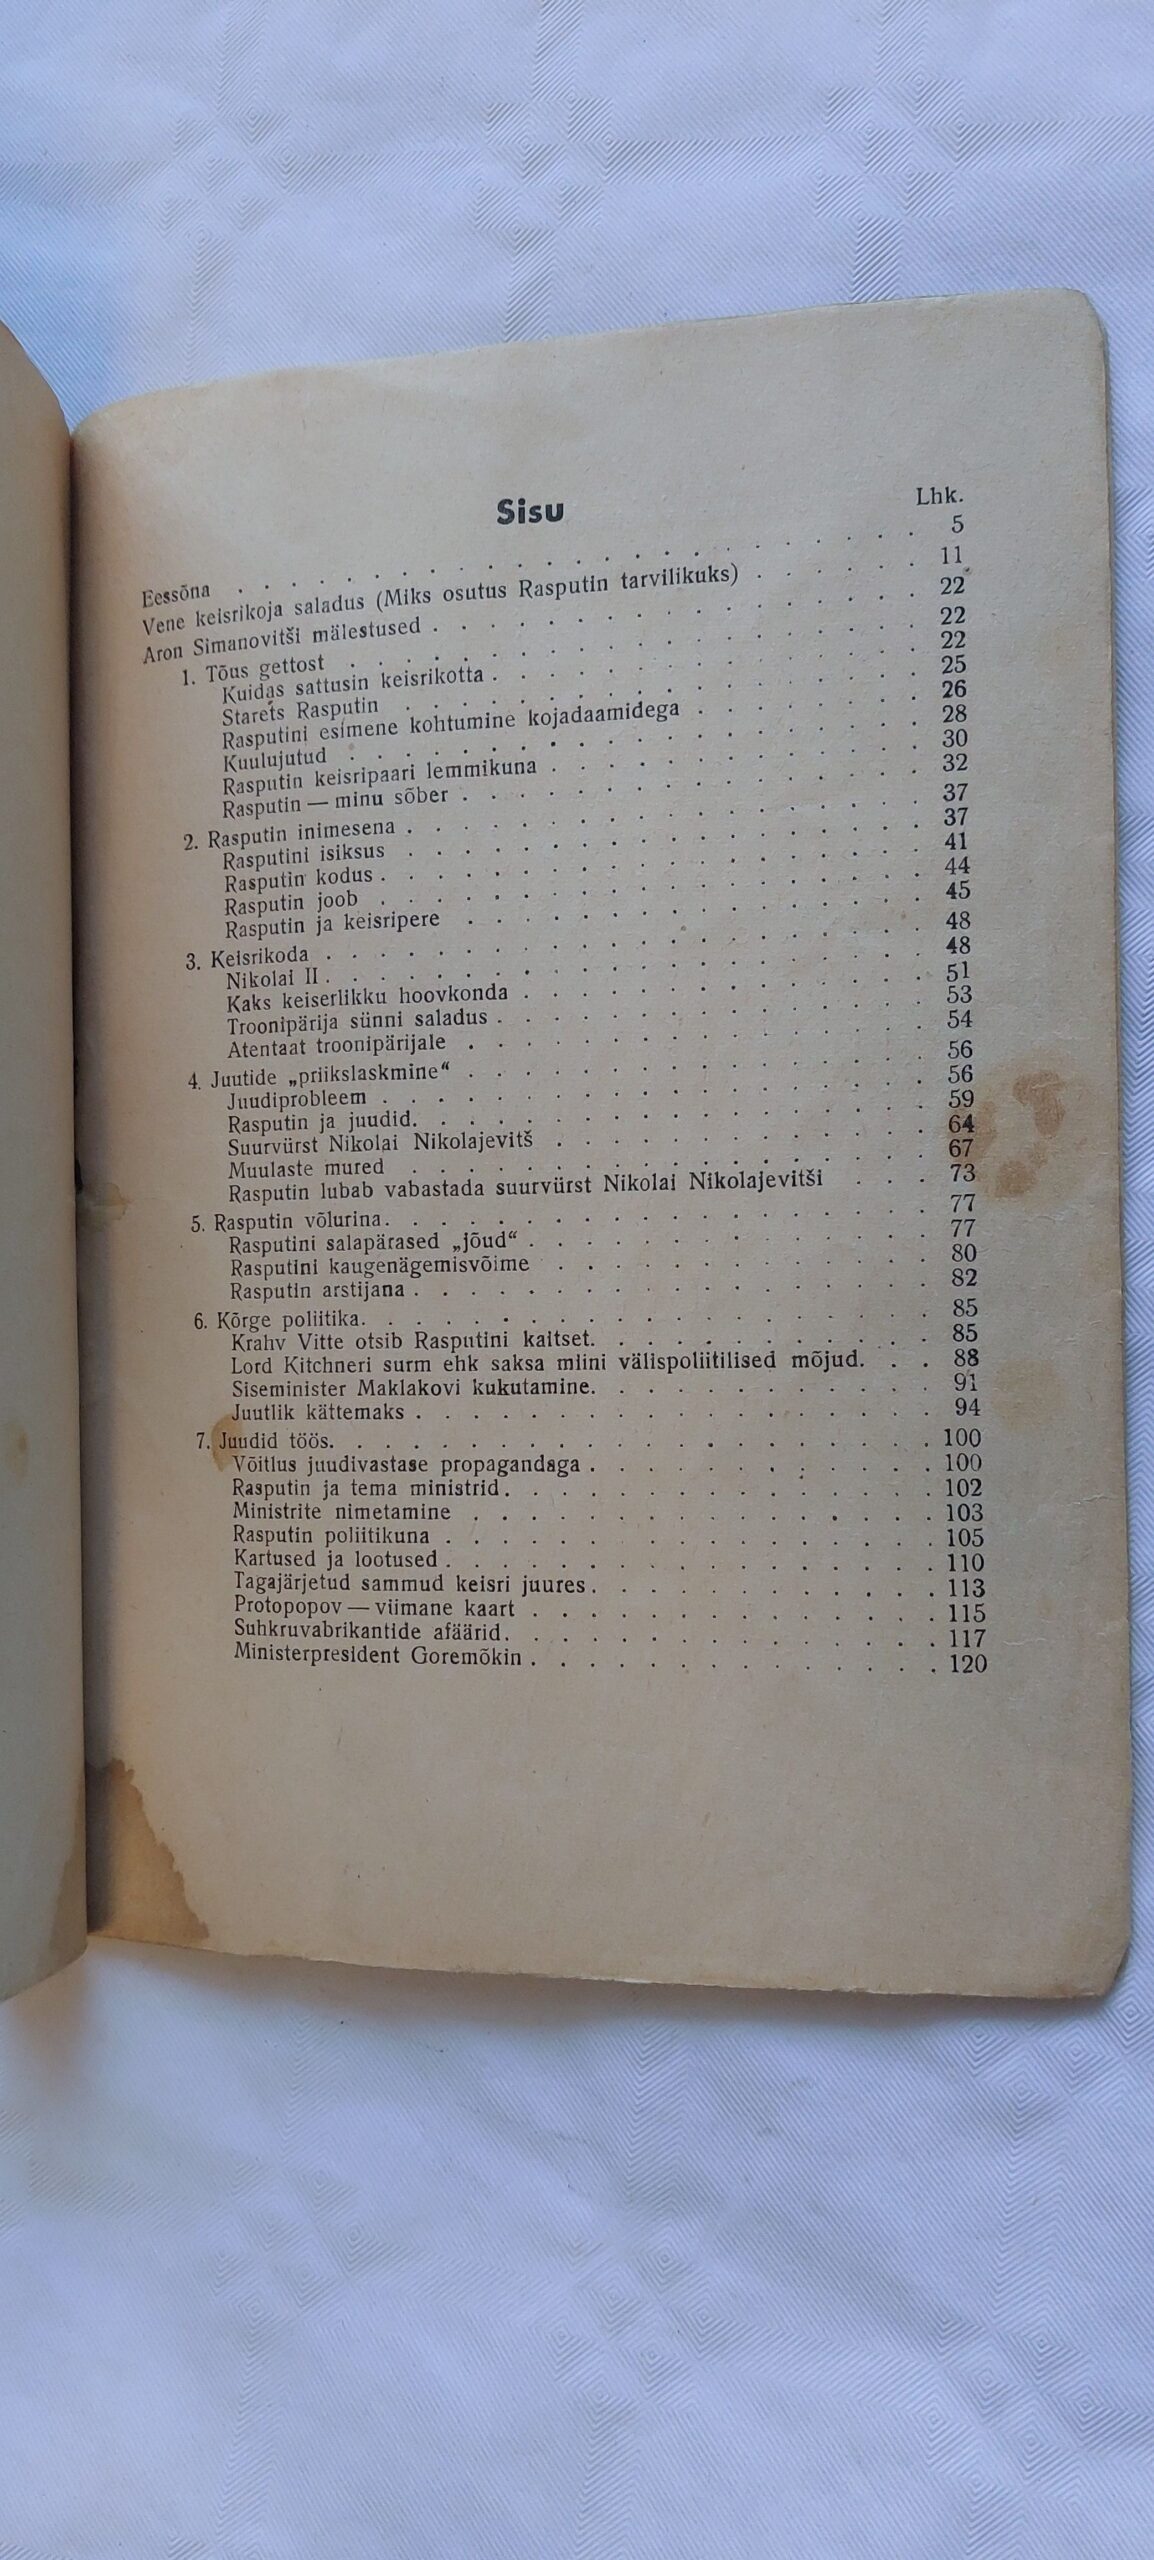 Sisu
Lhk.
Eessõna . . . . . 5
Vene keisrikoja saladus (Miks osutus Rasputin tarvilikuks) . . . . . 11
Aron Simanovitši mälestused . . . . . 22
1. Tõus gettost . . . . . 22
Kuidas sattusin keisrikotta . . . . . 22
Starets Rasputin . . . . . 25
Rasputini esimene kohtumine kojadaamidega . . . . . 26
Kuulujutud . . . . . 28
Rasputin keisripaari lemmikuna . . . . . 30
Rasputin — minu sõber . . . . . 32
2. Rasputin inimesena . . . . . 37
Rasputini isiksus . . . . . 37
Rasputin kodus . . . . . 41
Rasputin joob . . . . . 44
Rasputin ja keisripere . . . . . 45
3. Keisrikoda . . . . . 48
Nikolai II . . . . . 48
Kaks keiserlikku hoovkonda . . . . . 51
Troonipärija sünni saladus . . . . . 53
Atentaat troonipärijale . . . . . 54
4. Juutide „priikslaskmine“ . . . . . 56
Juudiprobleem . . . . . 56
Rasputin ja juudid . . . . . 59
Suurvürst Nikolai Nikolajevitš . . . . . 64
Muulaste mured . . . . . 67
Rasputin lubab vabastada suurvürst Nikolai Nikolajevitši . . . 73
5. Rasputin võlurina . . . . . 77
Rasputini salapärased „jõud“ . . . . . 77
Rasputini kaugenägemisvõime . . . . . 80
Rasputin arstijana . . . . . 82
6. Kõrge poliitika . . . . . 85
Krahv Vitte otsib Rasputini kaitset . . . . . 85
Lord Kitchneri surm ehk saksa miini välispoliitilised mõjud . . . 88
Siseminister Maklakovi kukutamine . . . . . 91
Juutlik kättemaks . . . . . 94
7. Juudid töös . . . . . 100
Võitlus juudivastase propagandaga . . . . . 100
Rasputin ja tema ministrid . . . . . 102
Ministrite nimetamine . . . . . 103
Rasputin poliitikuna . . . . . 105
Kartused ja lootused . . . . . 110
Tagajärjetud sammud keisri juures . . . . . 113
Protopopov — viimane kaart . . . . . 115
Suhkruvabrikantide afäärid . . . . . 117
Ministerpresident Goremõkin . . . . . 120